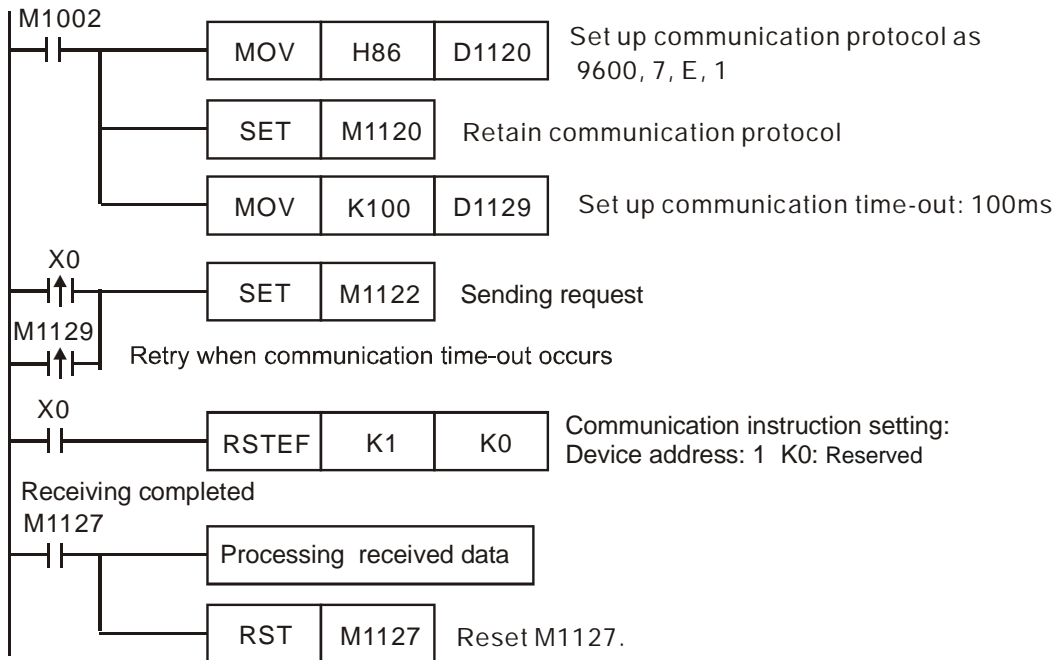 M1002
MOV H86 D1120 Set up communication protocol as
9600, 7, E, 1
SET M1120 Retain communication protocol
MOV K100 D1129 Set up communication time-out: 100ms
X0
SET M1122 Sending request
M1129
Retry when communication time-out occurs
X0
RSTEF K1 K0 Communication instruction setting:
Device address: 1 K0: Reserved
Receiving completed
M1127
Processing received data
RST M1127 Reset M1127.